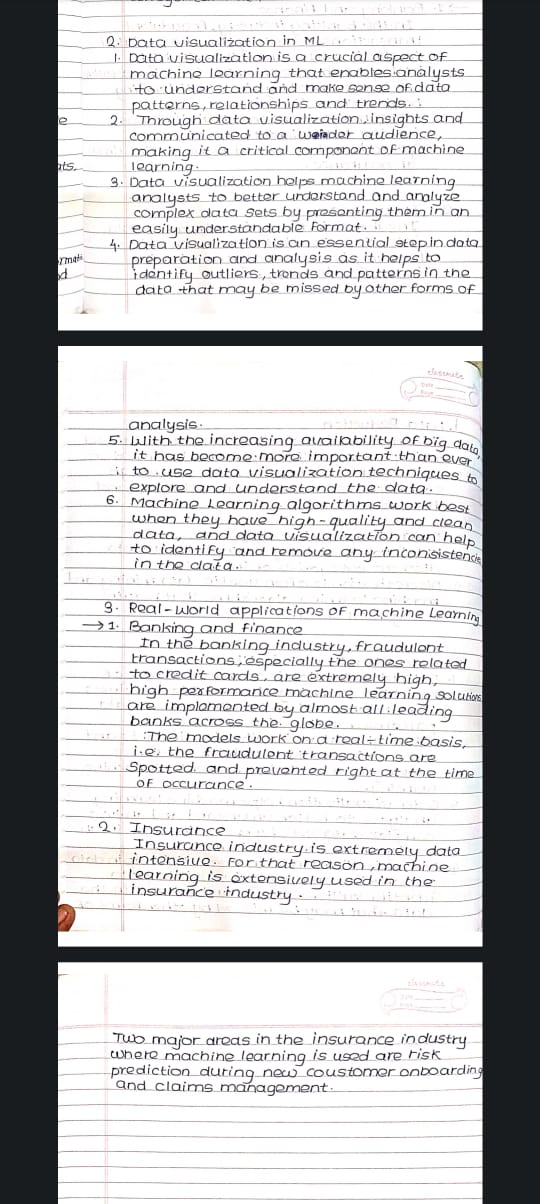 2. Data visualization in ML
1. Data visualization is a crucial aspect of
machine learning that enables analysts
to understand and make sense of data
patterns, relationships and trends.
e
2. Through data visualization, insights and
communicated to a wider audience,
making it a critical component of machine
ats,
learning.
3. Data visualization helps machine learning
analysts to better understand and analyze
complex data sets by presenting them in an
easily understandable format.
4. Data visualization is an essential step in data
rmats
preparation and analysis as it helps to
d
identify outliers, trends and patterns in the
data that may be missed by other forms of
classmate
Date
Page
analysis.
5. With the increasing availability of big data,
it has become more important than ever
to use data visualization techniques to
explore and understand the data.
6. Machine Learning algorithms work best
when they have high-quality and clean
data, and data visualization can help
to identify and remove any inconisistencie
in the data.
3. Real-world applications of machine Learning
→1. Banking and finance
In the banking industry, fraudulent
transactions, especially the ones related
to credit cards, are extremely high,
high performance machine learning solutions
are implemented by almost all leading
banks across the globe.
The models work on a real-time basis,
i.e. the fraudulent transactions are
Spotted and prevented right at the time
of occurance.
2. Insurance
Insurance industry is extremely data
intensive. For that reason, machine
learning is extensively used in the
insurance industry.
classmate
Date
Page
Two major areas in the insurance industry
where machine learning is used are risk
prediction during new coustomer onboarding
and claims management.